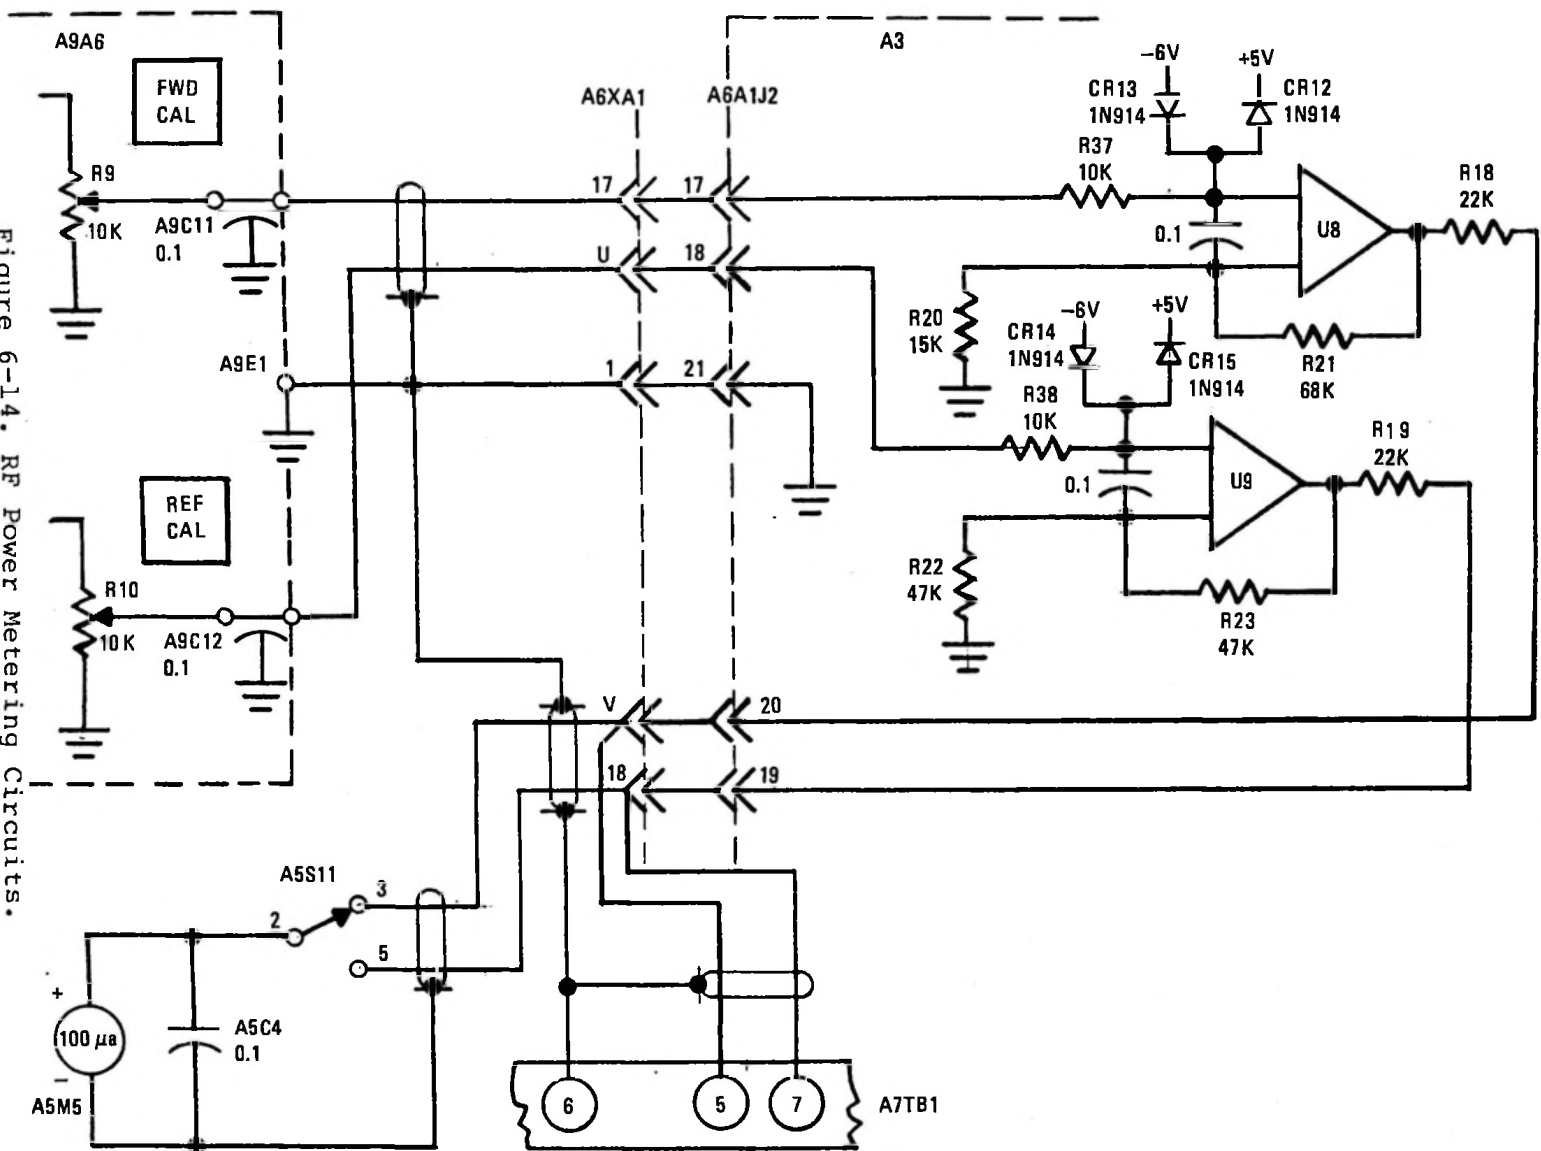 A9A6
FWD
CAL
R9
10K
A9C11
0.1
A9E1
REF
CAL
R10
10K
A9C12
0.1
A6XA1
A6A1J2
A3
17
17
U
18
1
21
V
20
18
19
R37
10K
-6V
CR13
1N914
+5V
CR12
1N914
0.1
U8
R18
22K
R20
15K
R21
68K
-6V
CR14
1N914
+5V
CR15
1N914
R38
10K
0.1
U9
R19
22K
R22
47K
R23
47K
A5S11
2
3
5
+
100 μa
-
A5M5
A5C4
0.1
6
5
7
A7TB1
Figure 6-14. RF Power Metering Circuits.